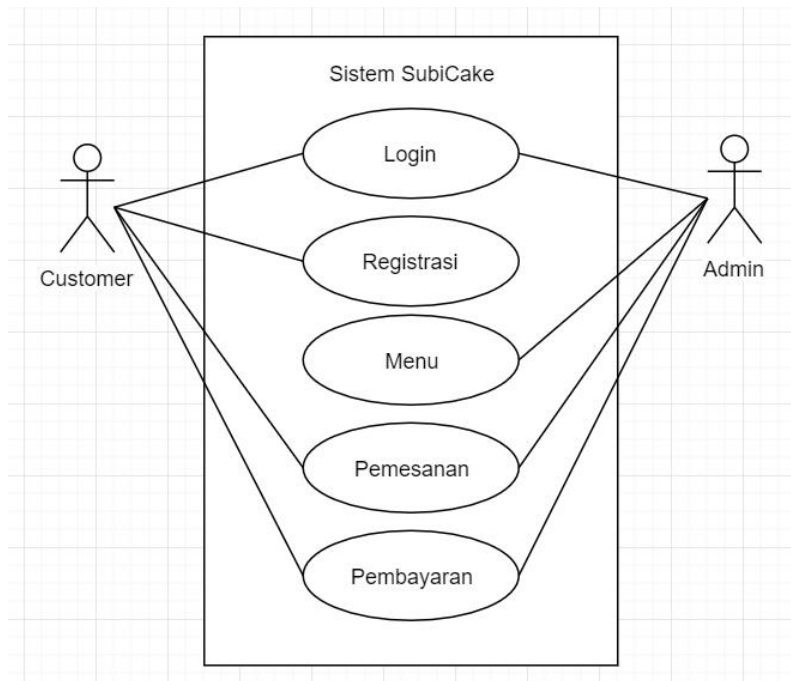 Sistem SubiCake
Login
Customer
Registrasi
Admin
Menu
Pemesanan
Pembayaran